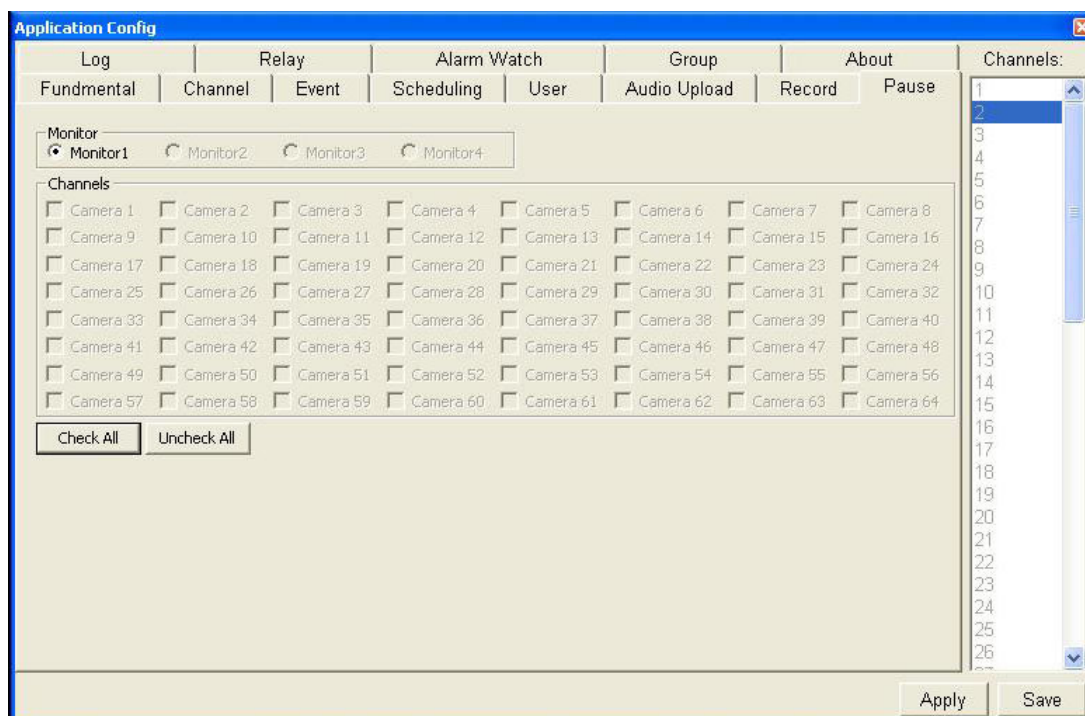 Application Config
Log Relay Alarm Watch Group About Channels:
Fundmental Channel Event Scheduling User Audio Upload Record Pause
Monitor
Monitor1 Monitor2 Monitor3 Monitor4
Channels
Camera 1 Camera 2 Camera 3 Camera 4 Camera 5 Camera 6 Camera 7 Camera 8
Camera 9 Camera 10 Camera 11 Camera 12 Camera 13 Camera 14 Camera 15 Camera 16
Camera 17 Camera 18 Camera 19 Camera 20 Camera 21 Camera 22 Camera 23 Camera 24
Camera 25 Camera 26 Camera 27 Camera 28 Camera 29 Camera 30 Camera 31 Camera 32
Camera 33 Camera 34 Camera 35 Camera 36 Camera 37 Camera 38 Camera 39 Camera 40
Camera 41 Camera 42 Camera 43 Camera 44 Camera 45 Camera 46 Camera 47 Camera 48
Camera 49 Camera 50 Camera 51 Camera 52 Camera 53 Camera 54 Camera 55 Camera 56
Camera 57 Camera 58 Camera 59 Camera 60 Camera 61 Camera 62 Camera 63 Camera 64
Check All Uncheck All
1
2
3
4
5
6
7
8
9
10
11
12
13
14
15
16
17
18
19
20
21
22
23
24
25
26
Apply Save